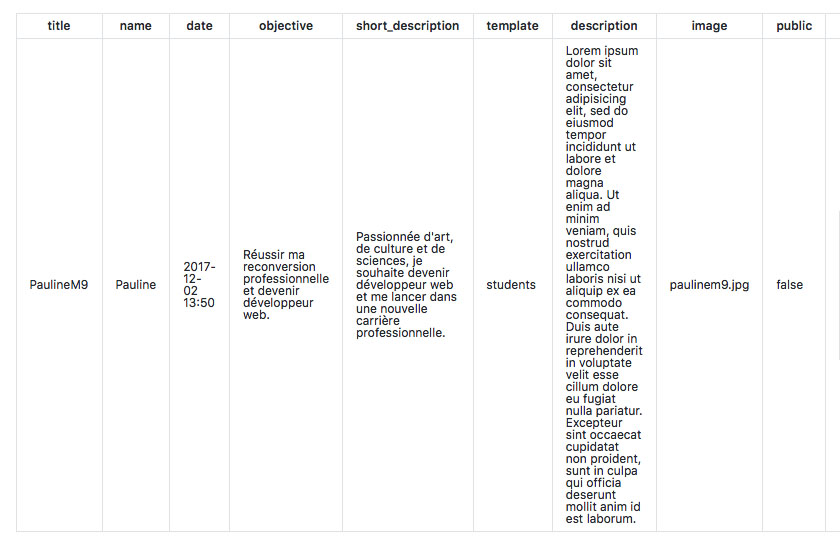 title name date objective short_description template description image public
PaulineM9
Pauline
2017-
12-
02
13:50
Réussir ma
reconversion
professionnelle
et devenir
développeur
web.
Passionnée d'art,
de culture et de
sciences, je
souhaite devenir
développeur web
et me lancer dans
une nouvelle
carrière
professionnelle.
students
Lorem ipsum
dolor sit
amet,
consectetur
adipisicing
elit, sed do
eiusmod
tempor
incididunt ut
labore et
dolore
magna
aliqua. Ut
enim ad
minim
veniam, quis
nostrud
exercitation
ullamco
laboris nisi ut
aliquip ex ea
commodo
consequat.
Duis aute
irure dolor in
reprehenderit
in voluptate
velit esse
cillum dolore
eu fugiat
nulla pariatur.
Excepteur
sint occaecat
cupidatat
non proident,
sunt in culpa
qui officia
deserunt
mollit anim id
est laborum.
paulinem9.jpg
false